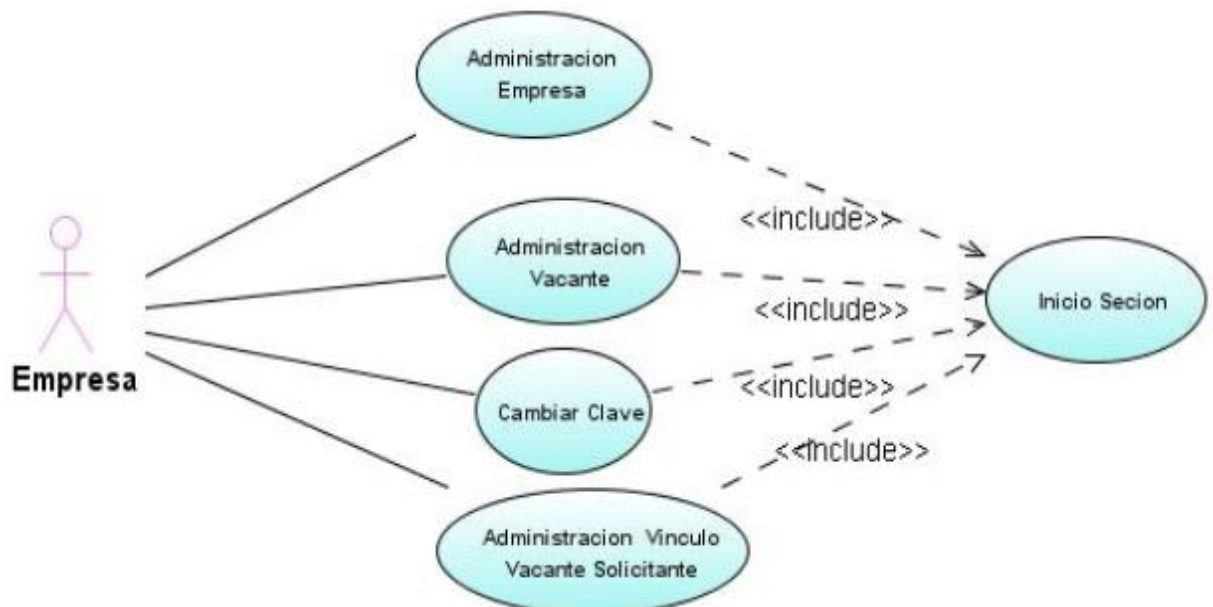 Administracion
Empresa
<<include>>
Administracion
Vacante
Inicio Secion
<<include>>
Empresa
<<include>>
Cambiar Clave
<<include>>
Administracion Vinculo
Vacante Solicitante